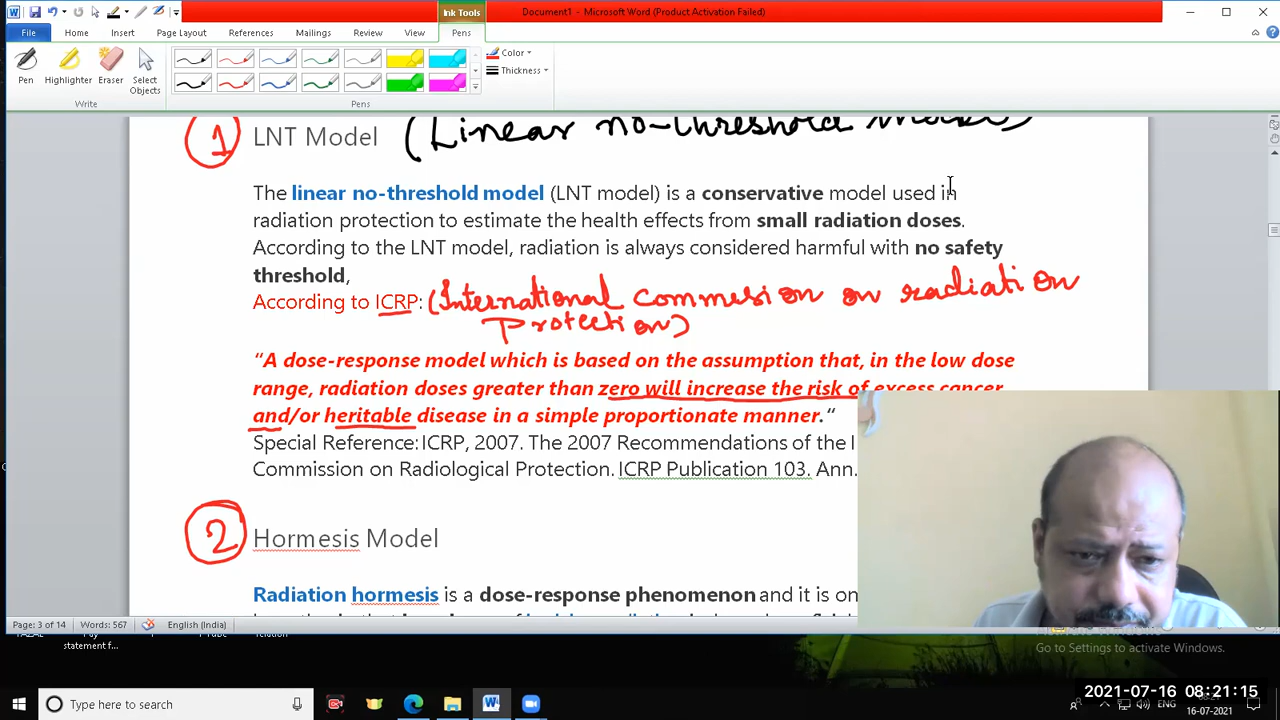 Ink Tools
Document1 - Microsoft Word (Product Activation Failed)
File Home Insert Page Layout References Mailings Review View Pens
Pen Highlighter Eraser Select Objects
Color
Thickness
Write
Pens
1 LNT Model (Linear no-threshold Model)
The linear no-threshold model (LNT model) is a conservative model used in
radiation protection to estimate the health effects from small radiation doses.
According to the LNT model, radiation is always considered harmful with no safety
threshold,
According to ICRP: (International commession on radiation
Protection)
“A dose-response model which is based on the assumption that, in the low dose
range, radiation doses greater than zero will increase the risk of excess cancer
and/or heritable disease in a simple proportionate manner.“
Special Reference: ICRP, 2007. The 2007 Recommendations of the I
Commission on Radiological Protection. ICRP Publication 103. Ann.
2 Hormesis Model
Radiation hormesis is a dose-response phenomenon and it is on
Page: 3 of 14 Words: 567 English (India)
statement f...
Go to Settings to activate Windows.
Type here to search
2021-07-16 08:21:15
ENG
16-07-2021